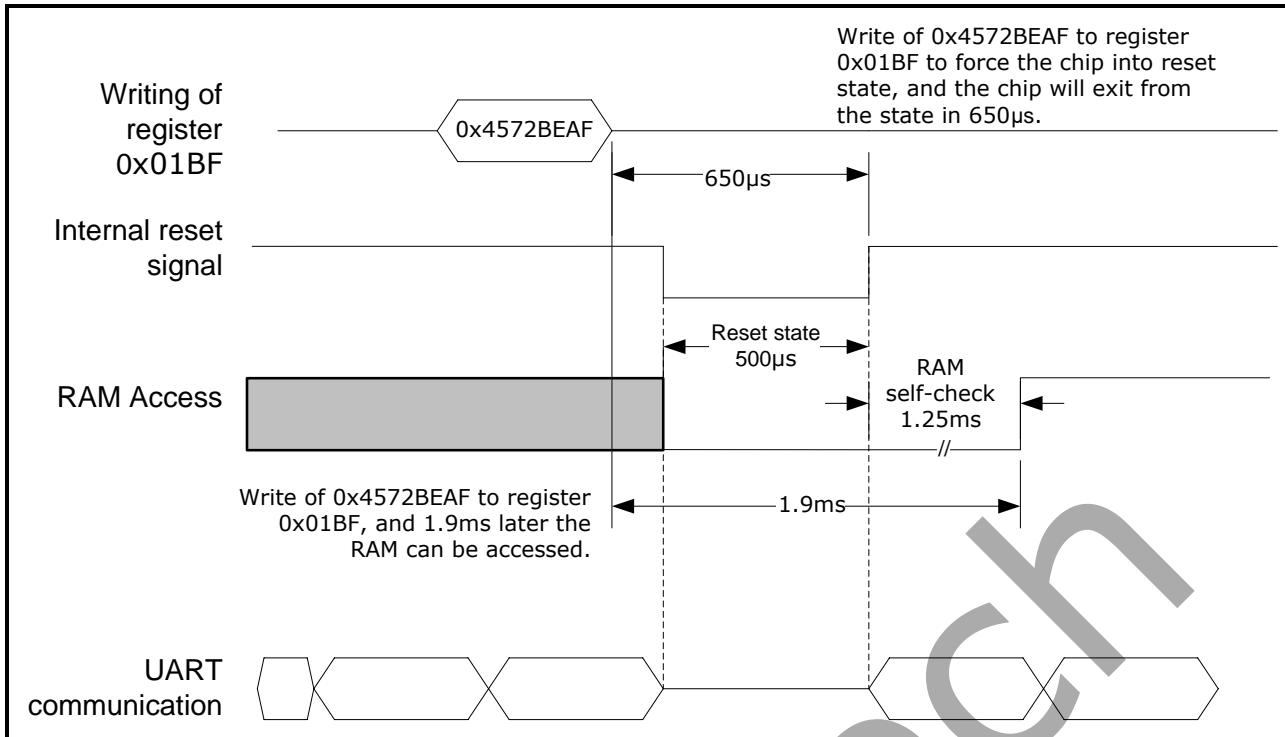 Write of 0x4572BEAF to register
0x01BF to force the chip into reset
state, and the chip will exit from
the state in 650µs.
Writing of
register
0x01BF
0x4572BEAF
650µs
Internal reset
signal
Reset state
500µs
RAM
self-check
1.25ms
RAM Access
//
Write of 0x4572BEAF to register
0x01BF, and 1.9ms later the
RAM can be accessed.
1.9ms
UART
communication
ch